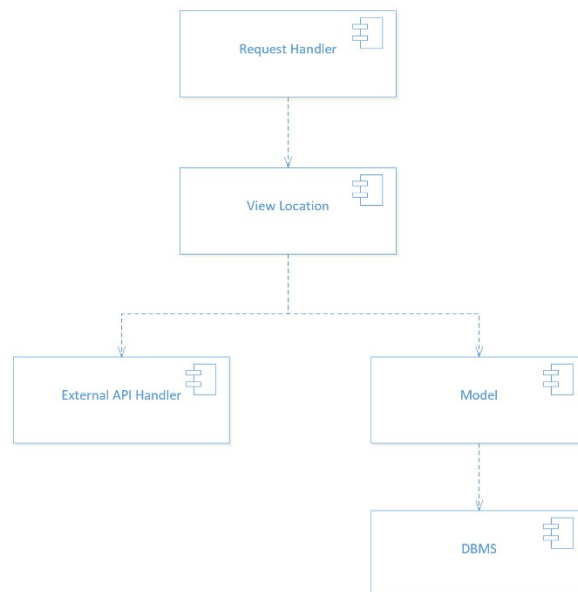 Request Handler
View Location
External API Handler
Model
DBMS